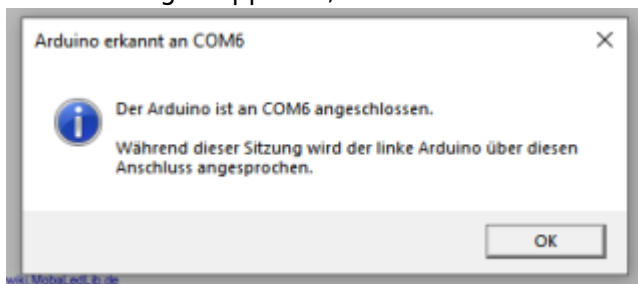 Arduino erkannt an COM6
Der Arduino ist an COM6 angeschlossen.
Während dieser Sitzung wird der linke Arduino über diesen
Anschluss angesprochen.
OK
wiki.MobaLedLib.de